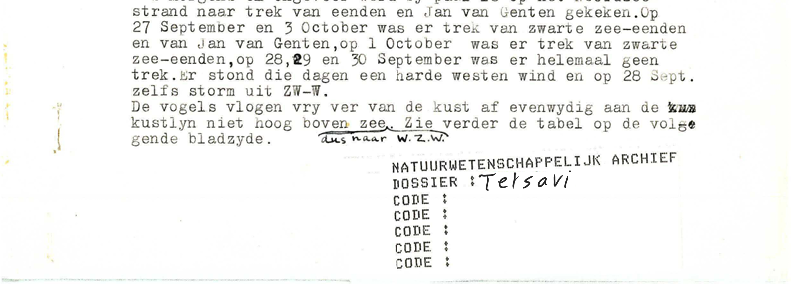 strand naar trek van eenden en Jan van Genten gekeken.Op
27 September en 3 October was er trek van zwarte zee-eenden
en van Jan van Genten,op 1 October was er trek van zwarte
zee-eenden,op 28,29 en 30 September was er helemaal geen
trek.Er stond die dagen een harde westen wind en op 28 Sept.
zelfs storm uit ZW-W.
De vogels vlogen vry ver van de kust af evenwydig aan de
kustlyn niet hoog boven zee. Zie verder de tabel op de volge
gende bladzyde. dus naar W.Z.W.
NATUURWETENSCHAPPELIJK ARCHIEF
DOSSIER : Telsavi
CODE :
CODE :
CODE :
CODE :
CODE :